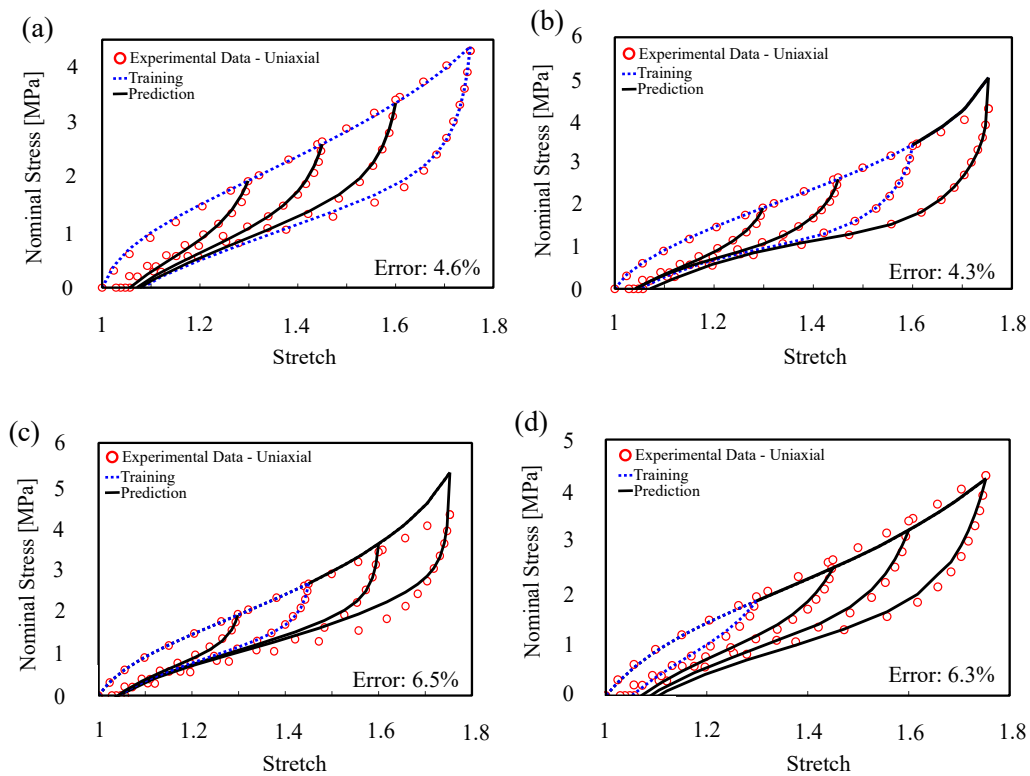 (a)
Nominal Stress [MPa]
4
3
2
1
0
Experimental Data - Uniaxial
Training
Prediction
Error: 4.6%
1 1.2 1.4 1.6 1.8
Stretch
(b)
Nominal Stress [MPa]
6
5
4
3
2
1
0
Experimental Data - Uniaxial
Training
Prediction
Error: 4.3%
1 1.2 1.4 1.6 1.8
Stretch
(c)
Nominal Stress [MPa]
6
5
4
3
2
1
0
Experimental Data - Uniaxial
Training
Prediction
Error: 6.5%
1 1.2 1.4 1.6 1.8
Stretch
(d)
Nominal Stress [MPa]
5
4
3
2
1
0
Experimental Data - Uniaxial
Training
Prediction
Error: 6.3%
1 1.2 1.4 1.6 1.8
Stretch